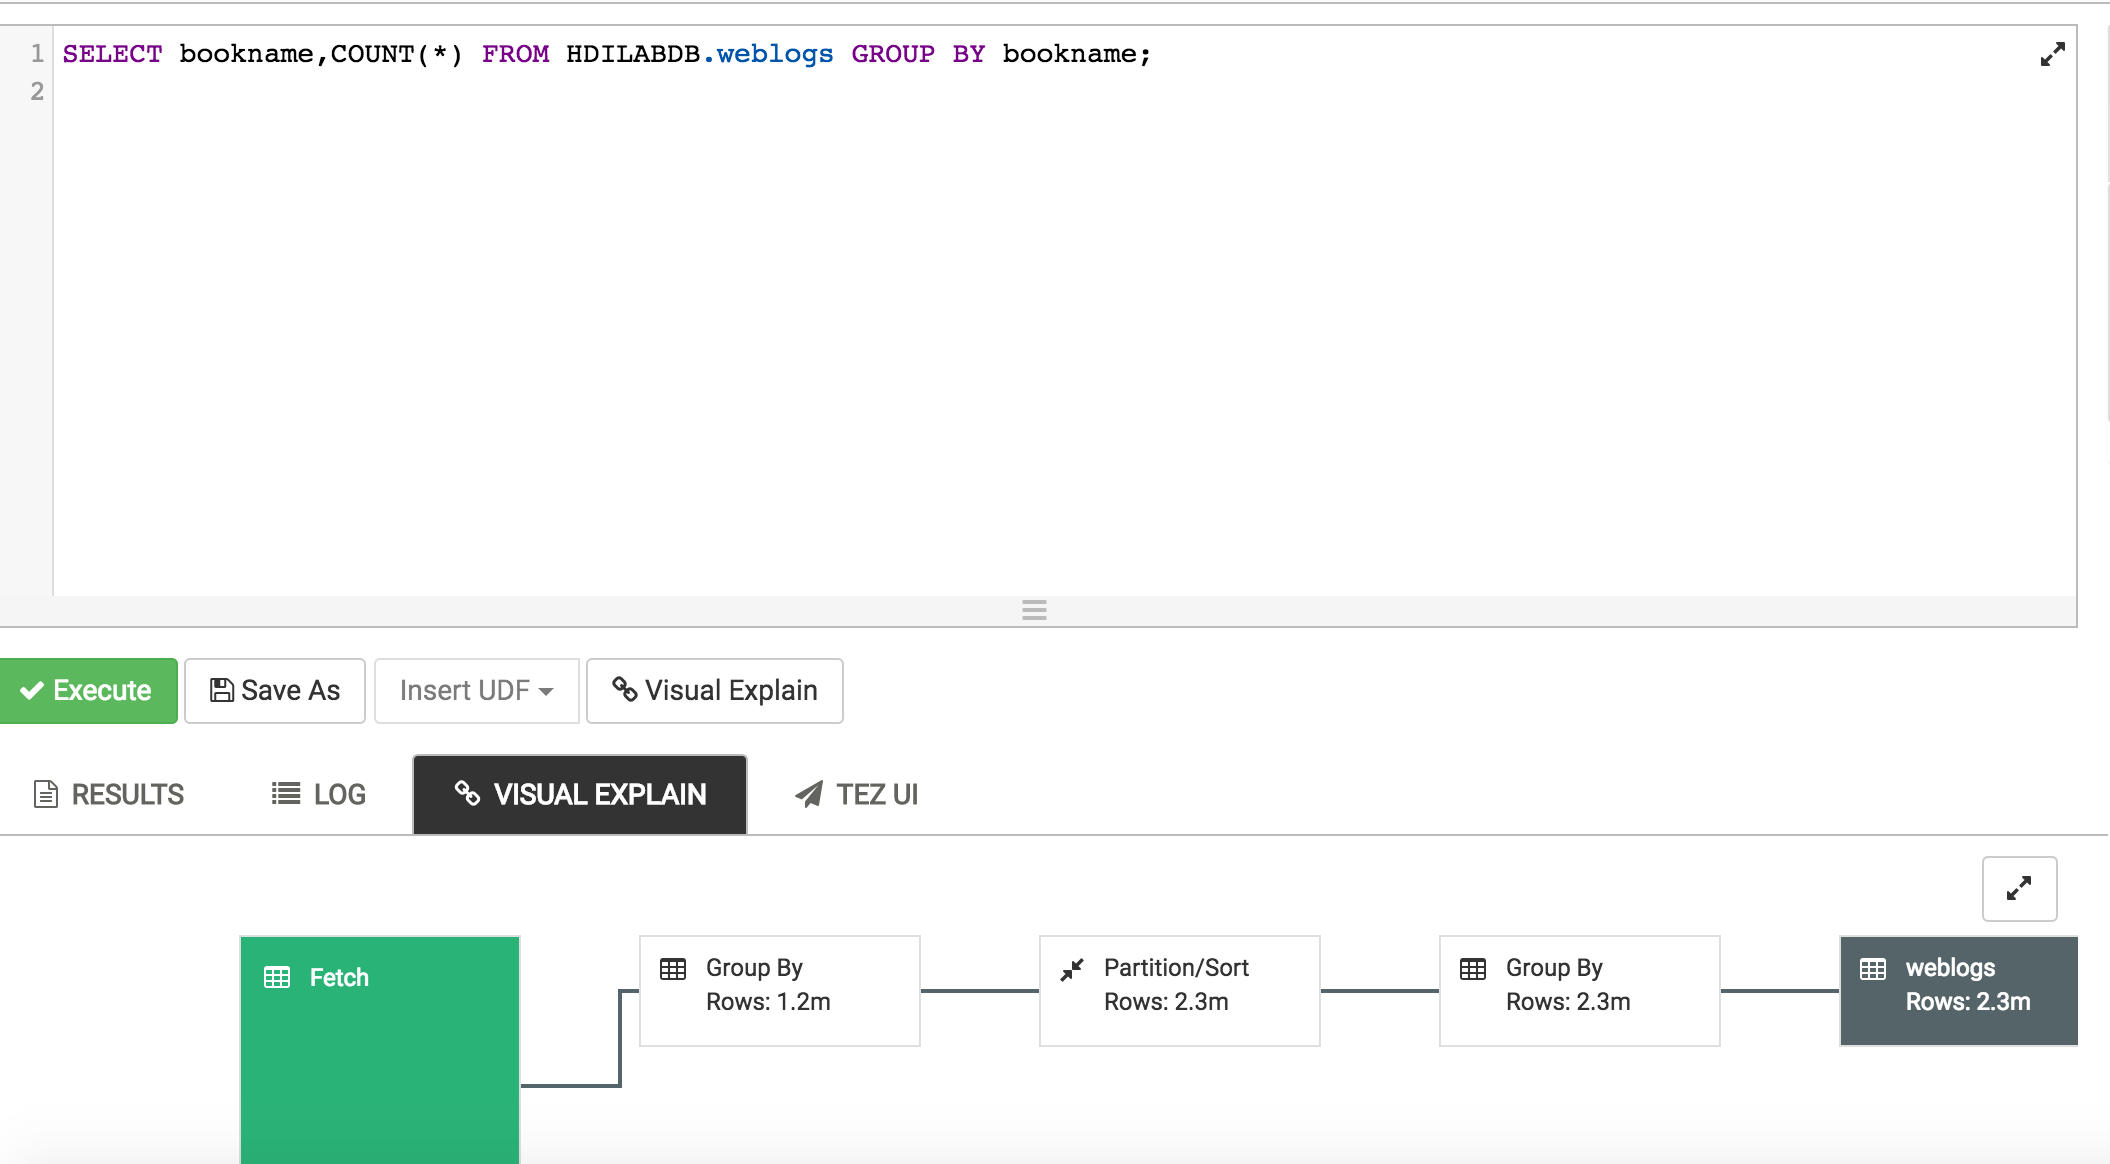 1 SELECT bookname,COUNT(*) FROM HDILABDB.weblogs GROUP BY bookname;
2
Execute Save As Insert UDF Visual Explain
RESULTS LOG VISUAL EXPLAIN TEZ UI
Fetch
Group By
Rows: 1.2m
Partition/Sort
Rows: 2.3m
Group By
Rows: 2.3m
weblogs
Rows: 2.3m